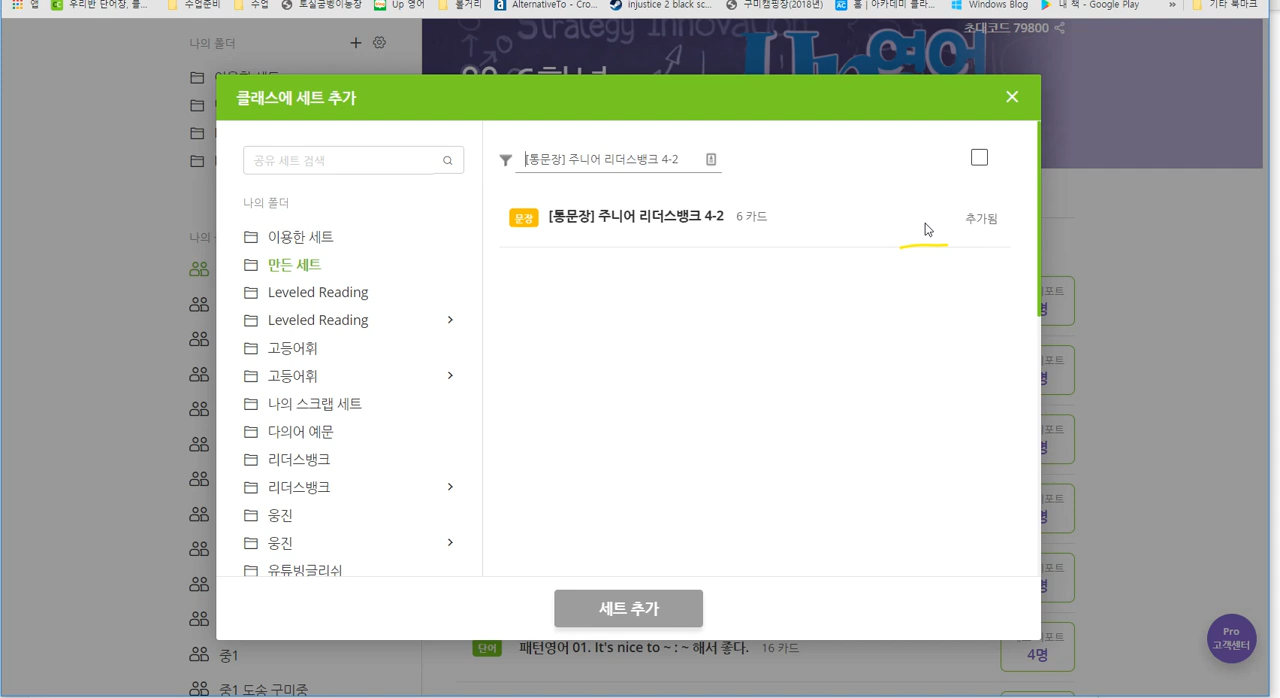 앱
우리반 단어장, 클...
수업준비
수업
토실금병이농장
Up 영어
볼거리
AlternativeTo - Cro...
injustice 2 black sc...
구미캠핑장(2018년)
홈 | 아카데미 클라...
Windows Blog
내 책 - Google Play
»
기타 북마크
나의 폴더
Strategy Innovation
초대코드 79800
Up영어
클래스에 세트 추가
공유 세트 검색
[통문장] 주니어 리더스뱅크 4-2
나의 폴더
문장 [통문장] 주니어 리더스뱅크 4-2 6 카드
추가됨
이용한 세트
만든 세트
Leveled Reading
Leveled Reading
고등어휘
고등어휘
나의 스크랩 세트
다의어 예문
리더스뱅크
리더스뱅크
웅진
웅진
유튜빙글리쉬
세트 추가
Pro
고객센터
단어 패턴영어 01. It's nice to ~ : ~ 해서 좋다. 16 카드
4명
중1
중1 도송 구미중